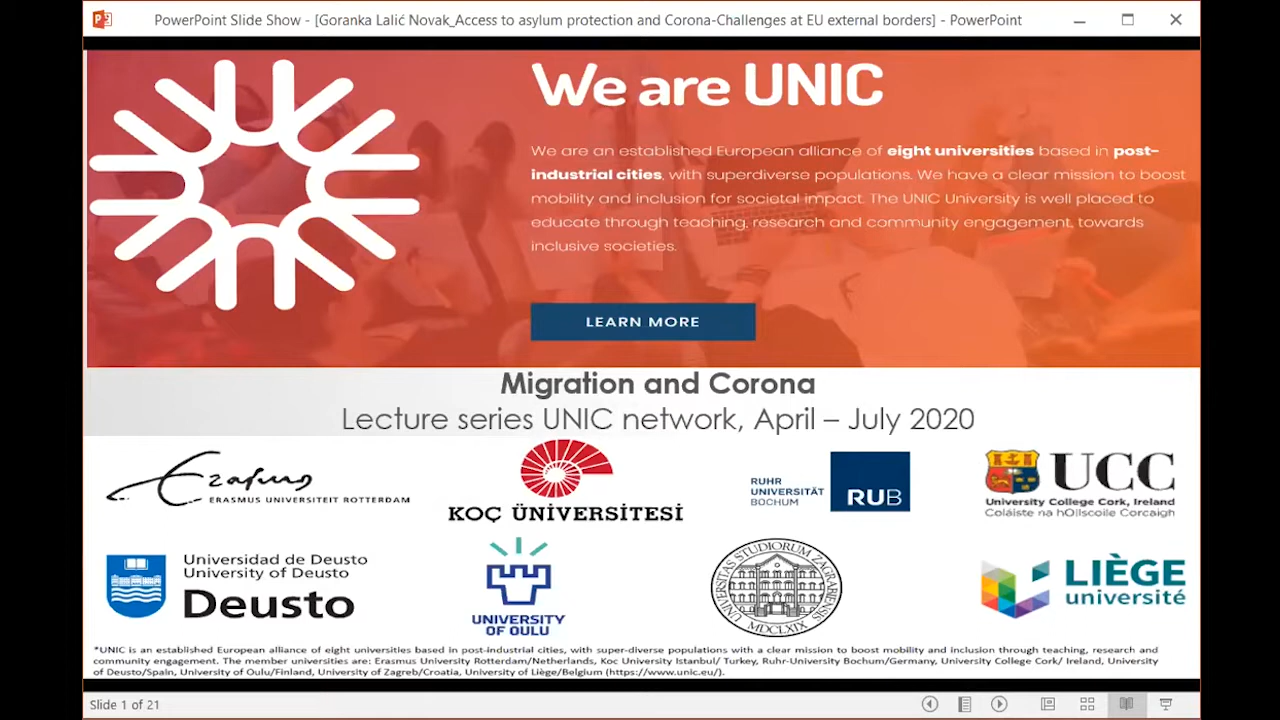 PowerPoint Slide Show - [Goranka Lalić Novak_Access to asylum protection and Corona-Challenges at EU external borders] - PowerPoint
We are UNIC
We are an established European alliance of eight universities based in post-
industrial cities, with superdiverse populations. We have a clear mission to boost
mobility and inclusion for societal impact. The UNIC University is well placed to
educate through teaching, research and community engagement, towards
inclusive societies.
LEARN MORE
Migration and Corona
Lecture series UNIC network, April – July 2020
Erasmus
ERASMUS UNIVERSITEIT ROTTERDAM
KOÇ ÜNİVERSİTESİ
RUHR
UNIVERSITÄT
BOCHUM
RUB
UCC
University College Cork, Ireland
Coláiste na hOllscoile Corcaigh
Universidad de Deusto
University of Deusto
Deusto
UNIVERSITY
OF OULU
UNIVERSITAS STUDIORUM ZAGRABIENSIS
MDCLXIX
LIÈGE
université
*UNIC is an established European alliance of eight universities based in post-industrial cities, with super-diverse populations with a clear mission to boost mobility and inclusion through teaching, research and
community engagement. The member universities are: Erasmus University Rotterdam/Netherlands, Koc University Istanbul/ Turkey, Ruhr-University Bochum/Germany, University College Cork/ Ireland, University
of Deusto/Spain, University of Oulu/Finland, University of Zagreb/Croatia, University of Liège/Belgium (https://www.unic.eu/).
Slide 1 of 21